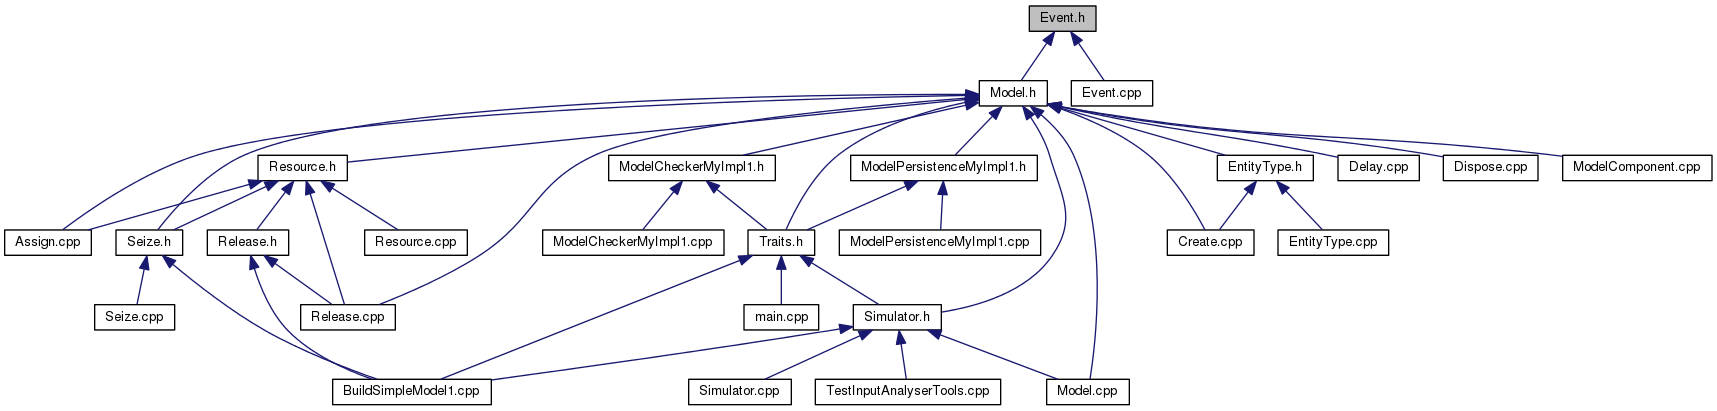 Event.h
Model.h
Event.cpp
Resource.h
ModelCheckerMyImpl1.h
ModelPersistenceMyImpl1.h
EntityType.h
Delay.cpp
Dispose.cpp
ModelComponent.cpp
Assign.cpp
Seize.h
Release.h
Resource.cpp
ModelCheckerMyImpl1.cpp
Traits.h
ModelPersistenceMyImpl1.cpp
Create.cpp
EntityType.cpp
Seize.cpp
Release.cpp
main.cpp
Simulator.h
BuildSimpleModel1.cpp
Simulator.cpp
TestInputAnalyserTools.cpp
Model.cpp